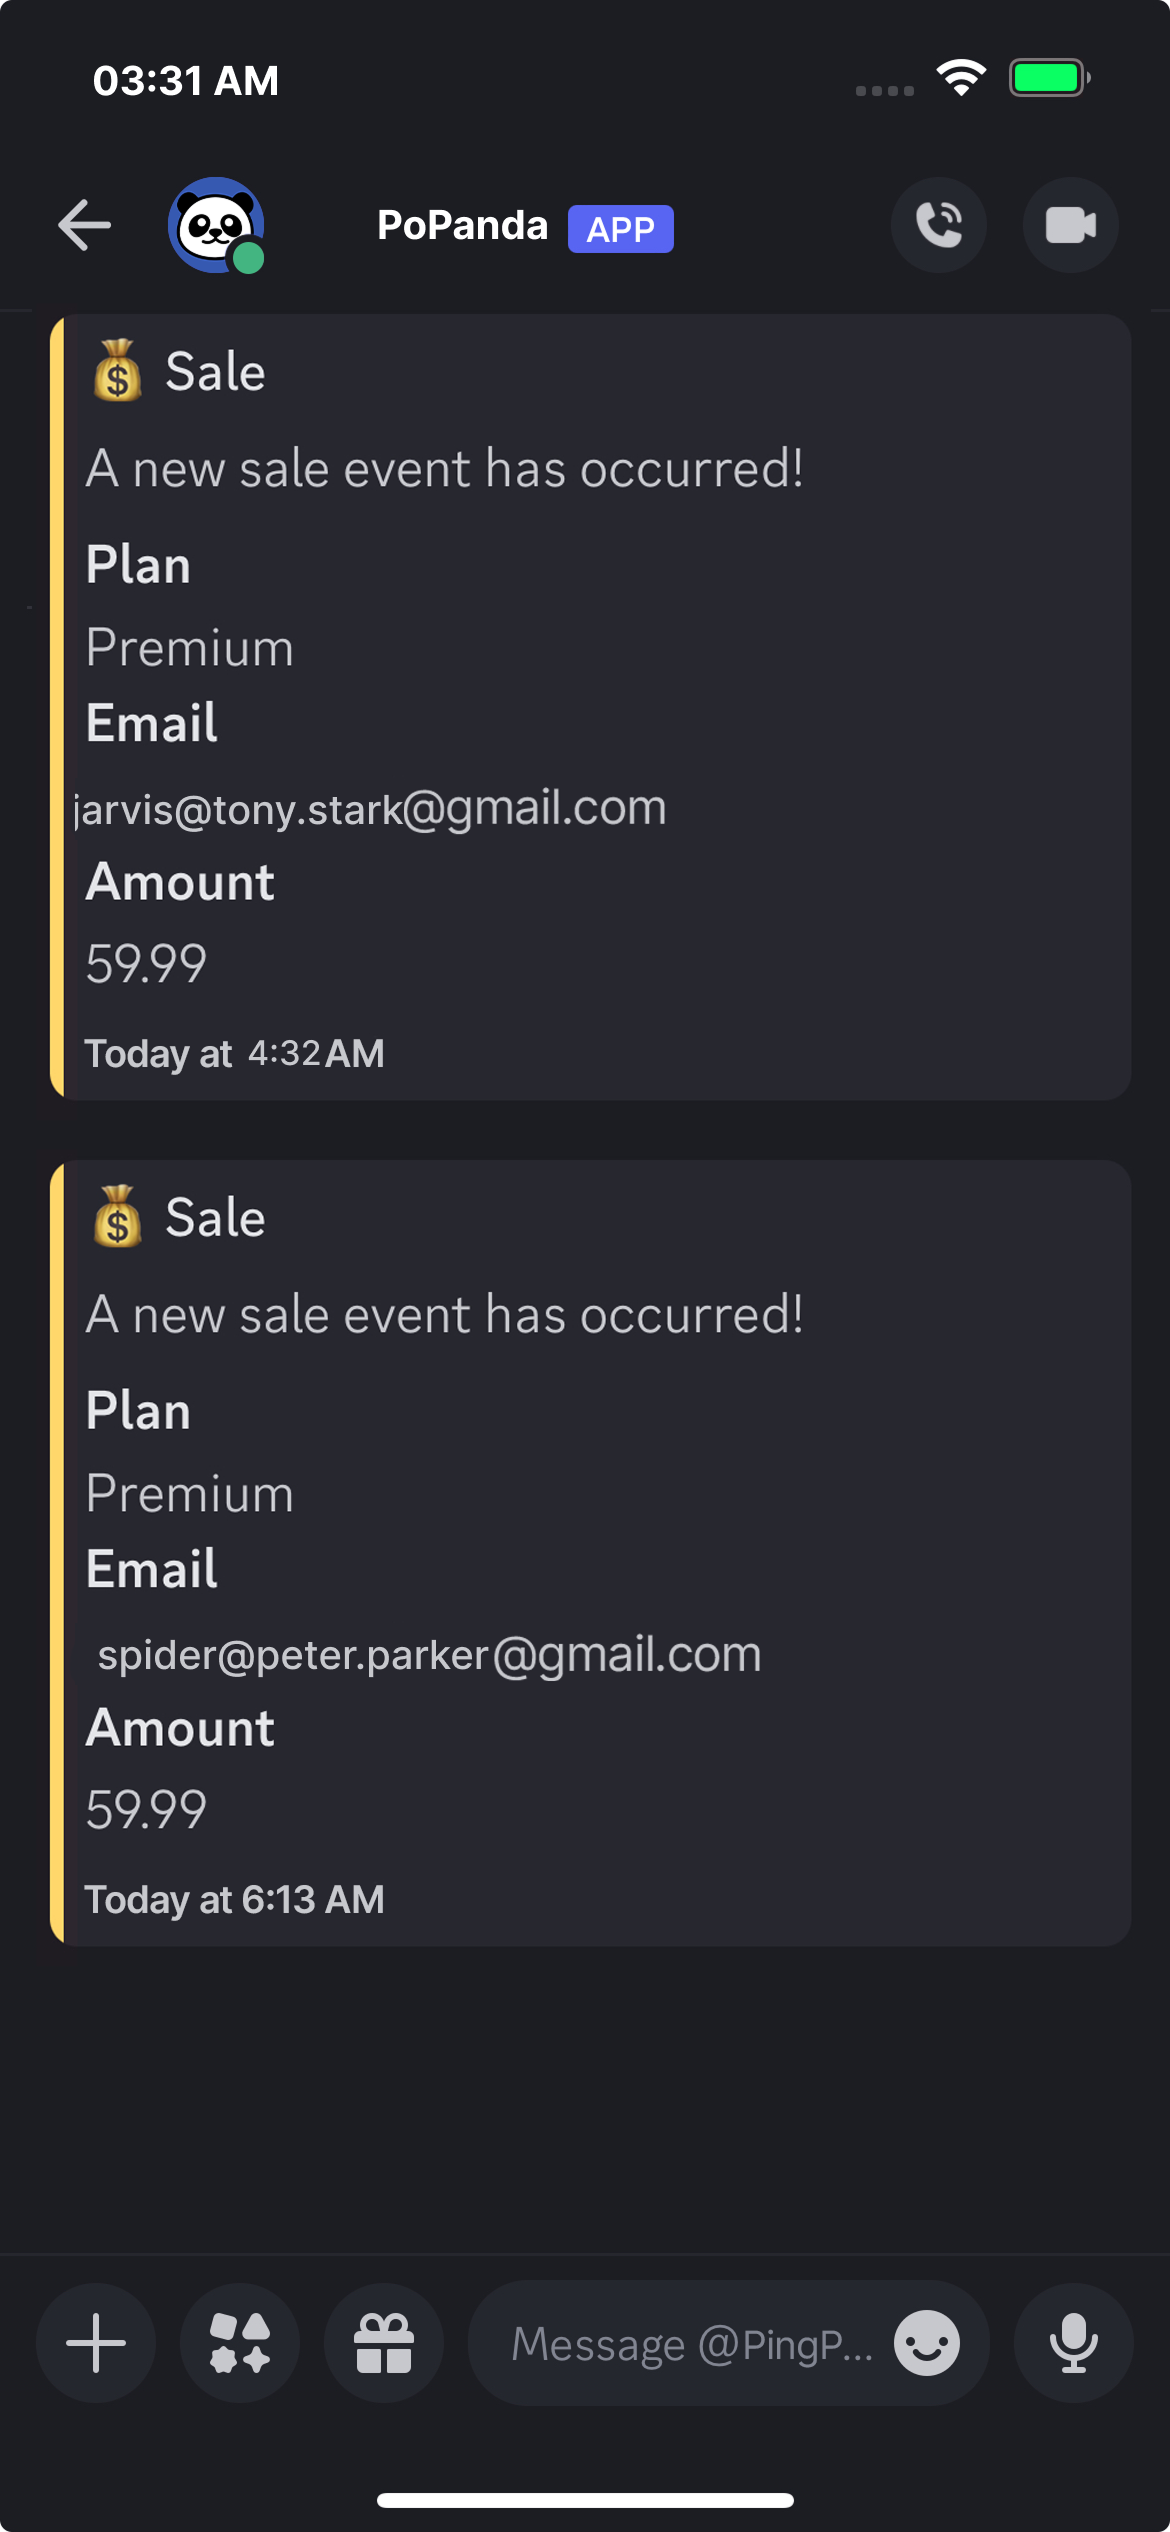 03:31 AM
PoPanda APP
Sale
A new sale event has occurred!
Plan
Premium
Email
jarvis@tony.stark@gmail.com
Amount
59.99
Today at 4:32 AM
Sale
A new sale event has occurred!
Plan
Premium
Email
spider@peter.parker@gmail.com
Amount
59.99
Today at 6:13 AM
Message @PingP...